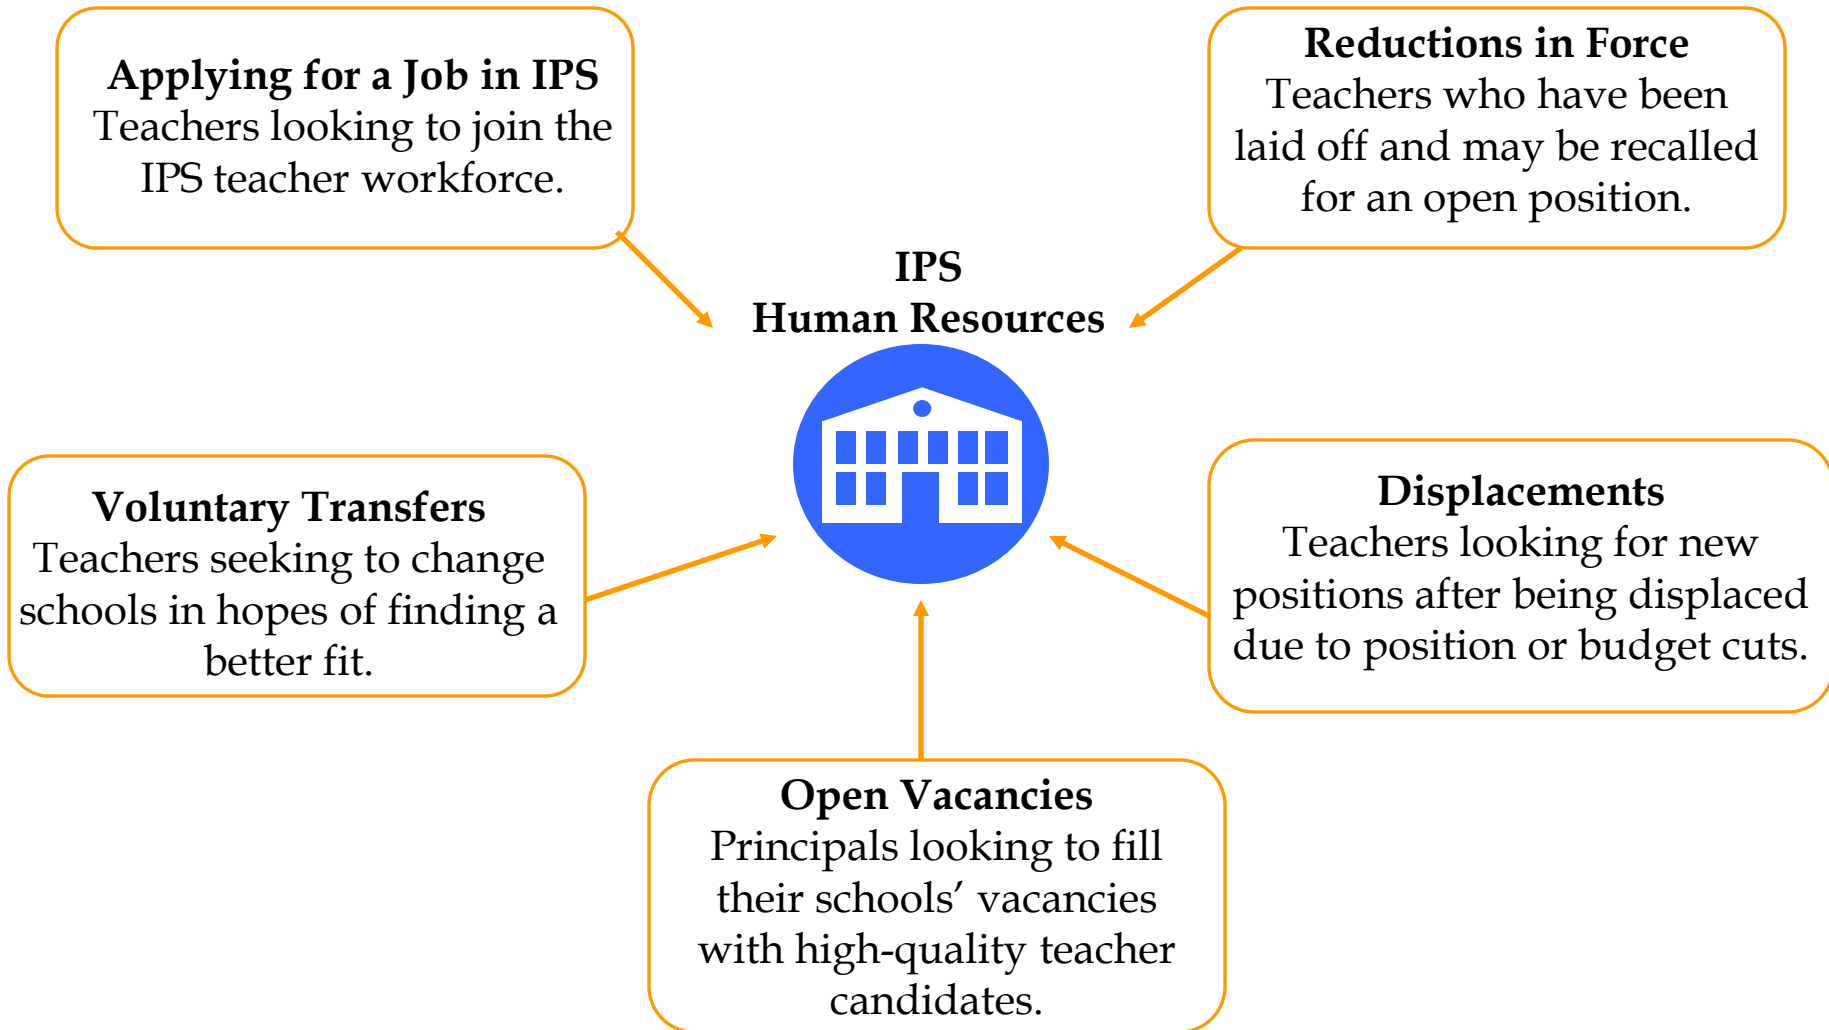 Applying for a Job in IPS
Teachers looking to join the
IPS teacher workforce.
Reductions in Force
Teachers who have been
laid off and may be recalled
for an open position.
IPS
Human Resources
Voluntary Transfers
Teachers seeking to change
schools in hopes of finding a
better fit.
Displacements
Teachers looking for new
positions after being displaced
due to position or budget cuts.
Open Vacancies
Principals looking to fill
their schools’ vacancies
with high-quality teacher
candidates.